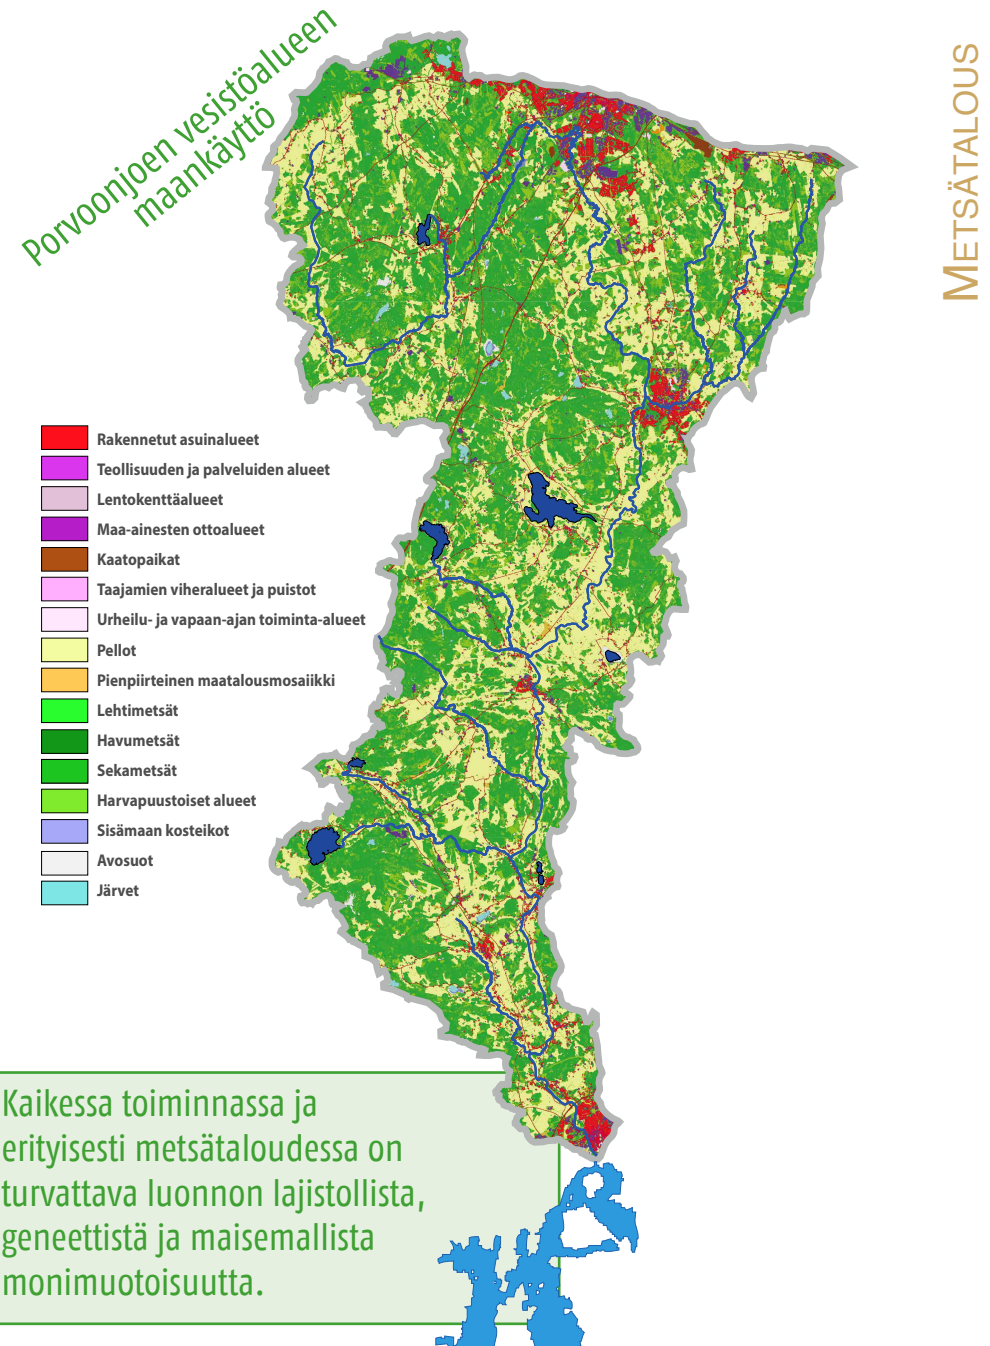 Porvoonjoen vesistöalueen
maankäyttö
METSÄTALOUS
Rakennetut asuinalueet
Teollisuuden ja palveluiden alueet
Lentokenttäalueet
Maa-ainesten ottoalueet
Kaatopaikat
Taajamien viheralueet ja puistot
Urheilu- ja vapaan-ajan toiminta-alueet
Pellot
Pienpiirteinen maatalousmosaiikki
Lehtimetsät
Havumetsät
Sekametsät
Harvapuustoiset alueet
Sisämaan kosteikot
Avosuot
Järvet
Kaikessa toiminnassa ja
erityisesti metsätaloudessa on
turvattava luonnon lajistollista,
geneettistä ja maisemallista
monimuotoisuutta.